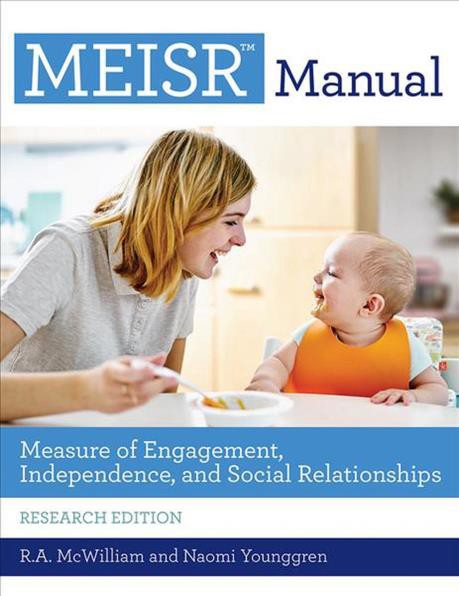 MEISR™ Manual
Measure of Engagement,
Independence, and Social Relationships
RESEARCH EDITION
R.A. McWilliam and Naomi Younggren